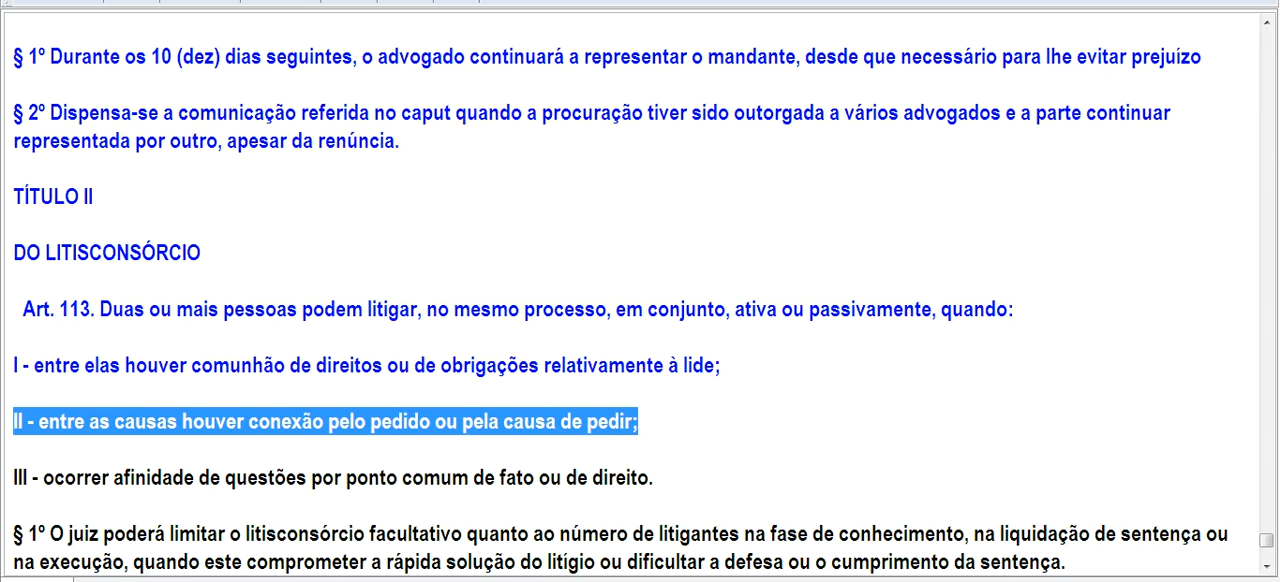 § 1º Durante os 10 (dez) dias seguintes, o advogado continuará a representar o mandante, desde que necessário para lhe evitar prejuízo
§ 2º Dispensa-se a comunicação referida no caput quando a procuração tiver sido outorgada a vários advogados e a parte continuar
representada por outro, apesar da renúncia.
TÍTULO II
DO LITISCONSÓRCIO
Art. 113. Duas ou mais pessoas podem litigar, no mesmo processo, em conjunto, ativa ou passivamente, quando:
I - entre elas houver comunhão de direitos ou de obrigações relativamente à lide;
II - entre as causas houver conexão pelo pedido ou pela causa de pedir;
III - ocorrer afinidade de questões por ponto comum de fato ou de direito.
§ 1º O juiz poderá limitar o litisconsórcio facultativo quanto ao número de litigantes na fase de conhecimento, na liquidação de sentença ou
na execução, quando este comprometer a rápida solução do litígio ou dificultar a defesa ou o cumprimento da sentença.